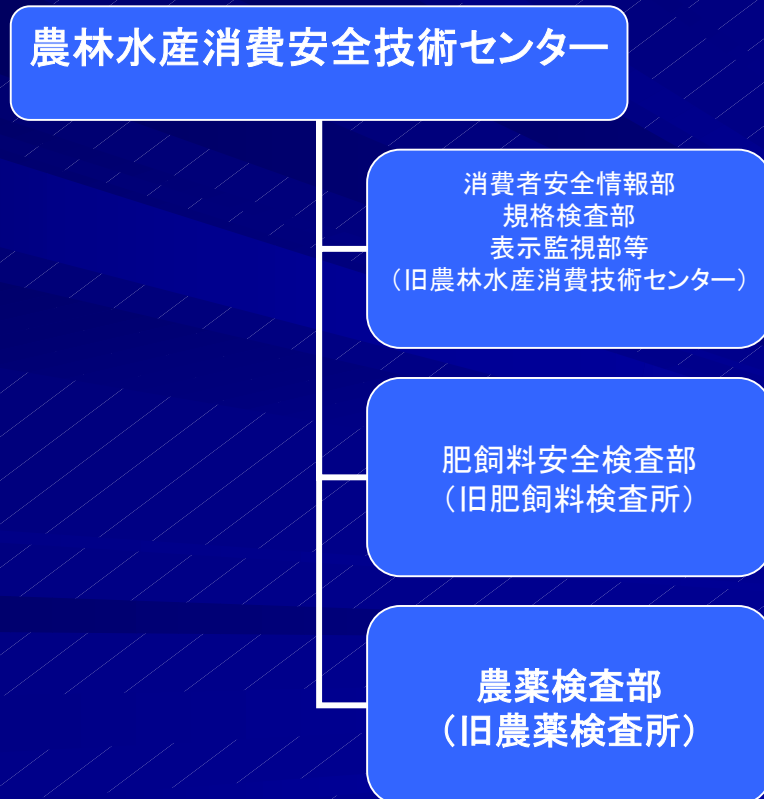 農林水産消費安全技術センター
消費者安全情報部
規格検査部
表示監視部等
（旧農林水産消費技術センター）
肥飼料安全検査部
（旧肥飼料検査所）
農薬検査部
（旧農薬検査所）